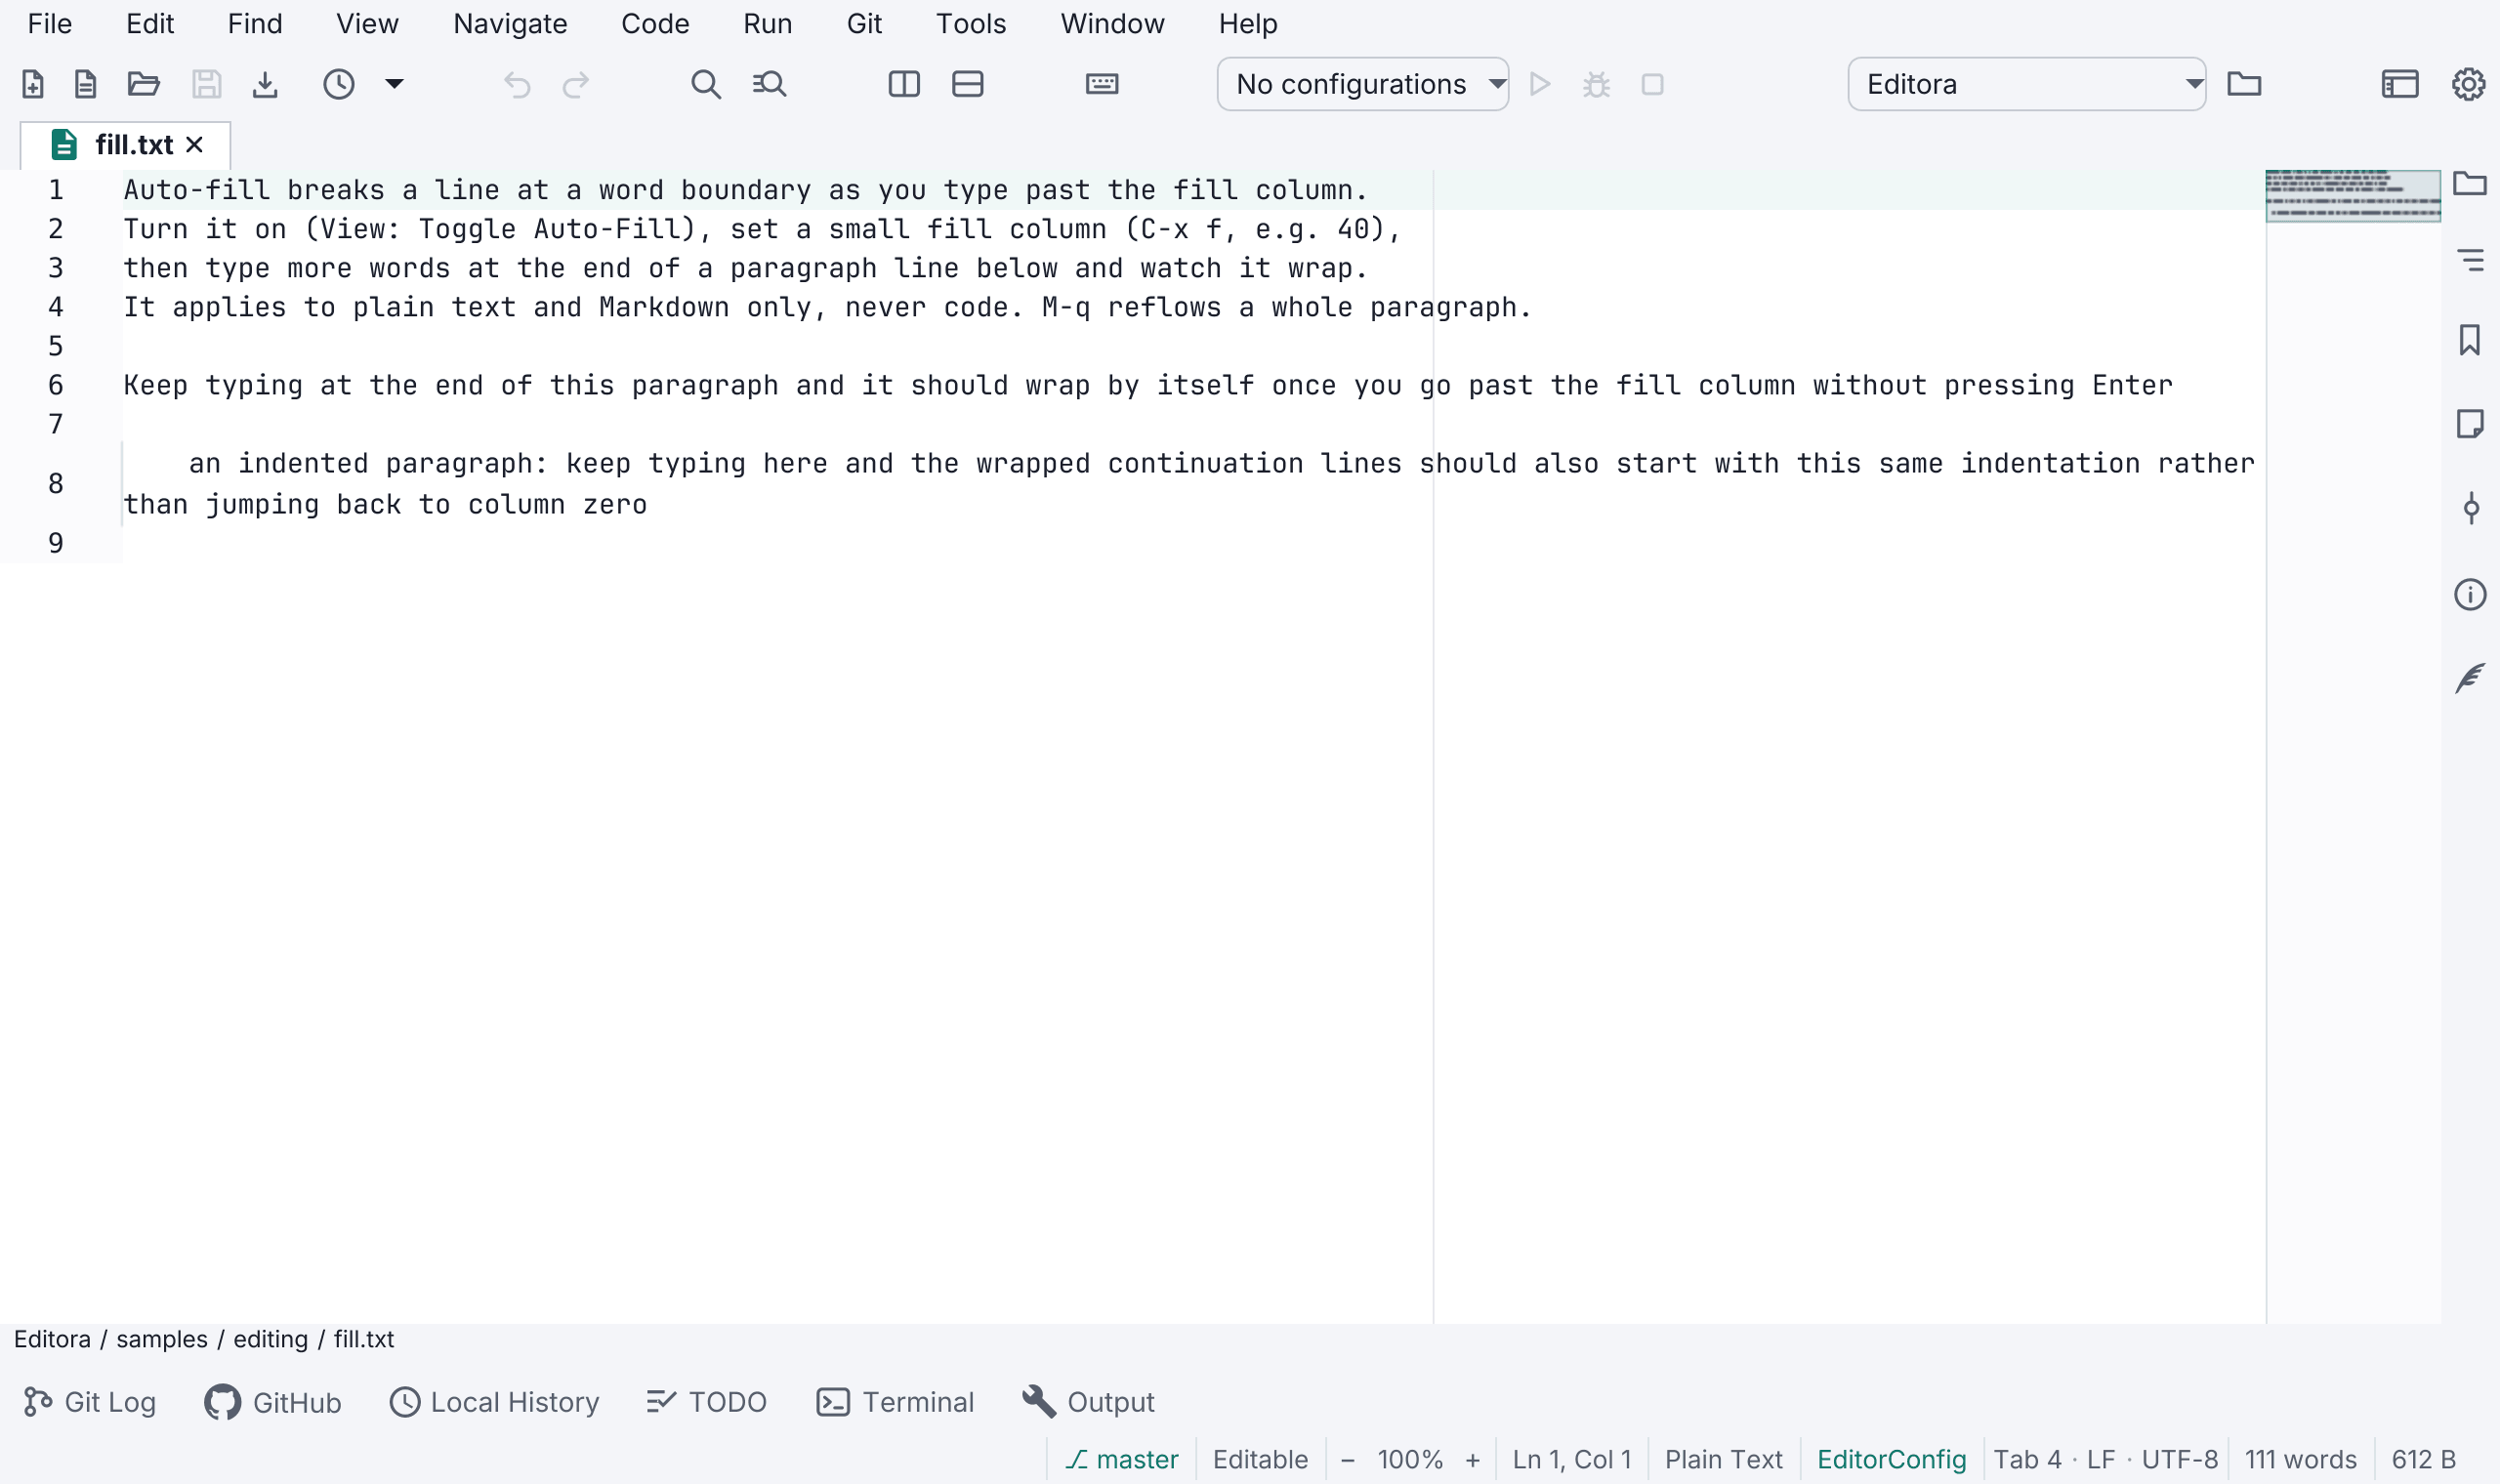 File Edit Find View Navigate Code Run Git Tools Window Help
No configurations Editora
fill.txt
1 Auto-fill breaks a line at a word boundary as you type past the fill column.
2 Turn it on (View: Toggle Auto-Fill), set a small fill column (C-x f, e.g. 40),
3 then type more words at the end of a paragraph line below and watch it wrap.
4 It applies to plain text and Markdown only, never code. M-q reflows a whole paragraph.
5
6 Keep typing at the end of this paragraph and it should wrap by itself once you go past the fill column without pressing Enter
7
8     an indented paragraph: keep typing here and the wrapped continuation lines should also start with this same indentation rather
than jumping back to column zero
9
Editora / samples / editing / fill.txt
Git Log GitHub Local History TODO Terminal Output
master Editable − 100% + Ln 1, Col 1 Plain Text EditorConfig Tab 4 · LF · UTF-8 111 words 612 B